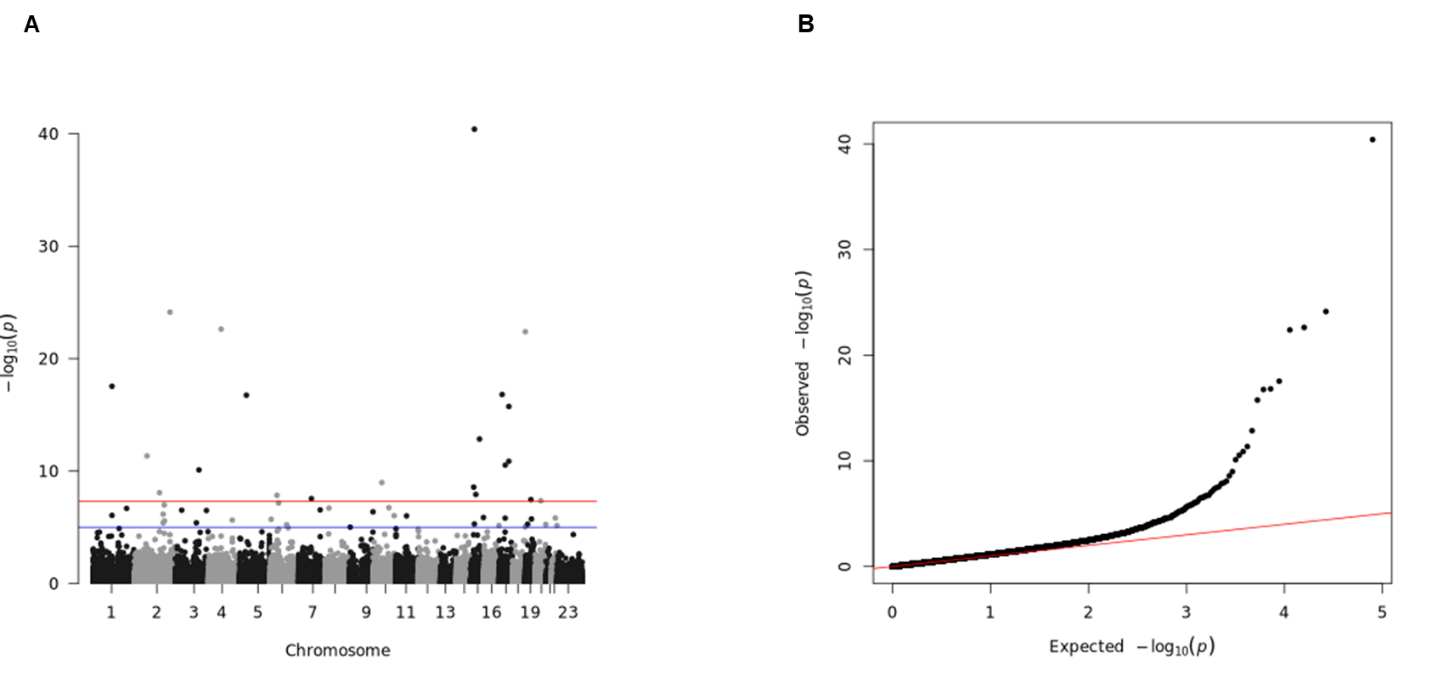 A
B
40
30
20
10
0
−log₁₀(p)
1 2 3 4 5 7 9 11 13 16 19 23
Chromosome
40
30
20
10
0
Observed −log₁₀(p)
0 1 2 3 4 5
Expected −log₁₀(p)